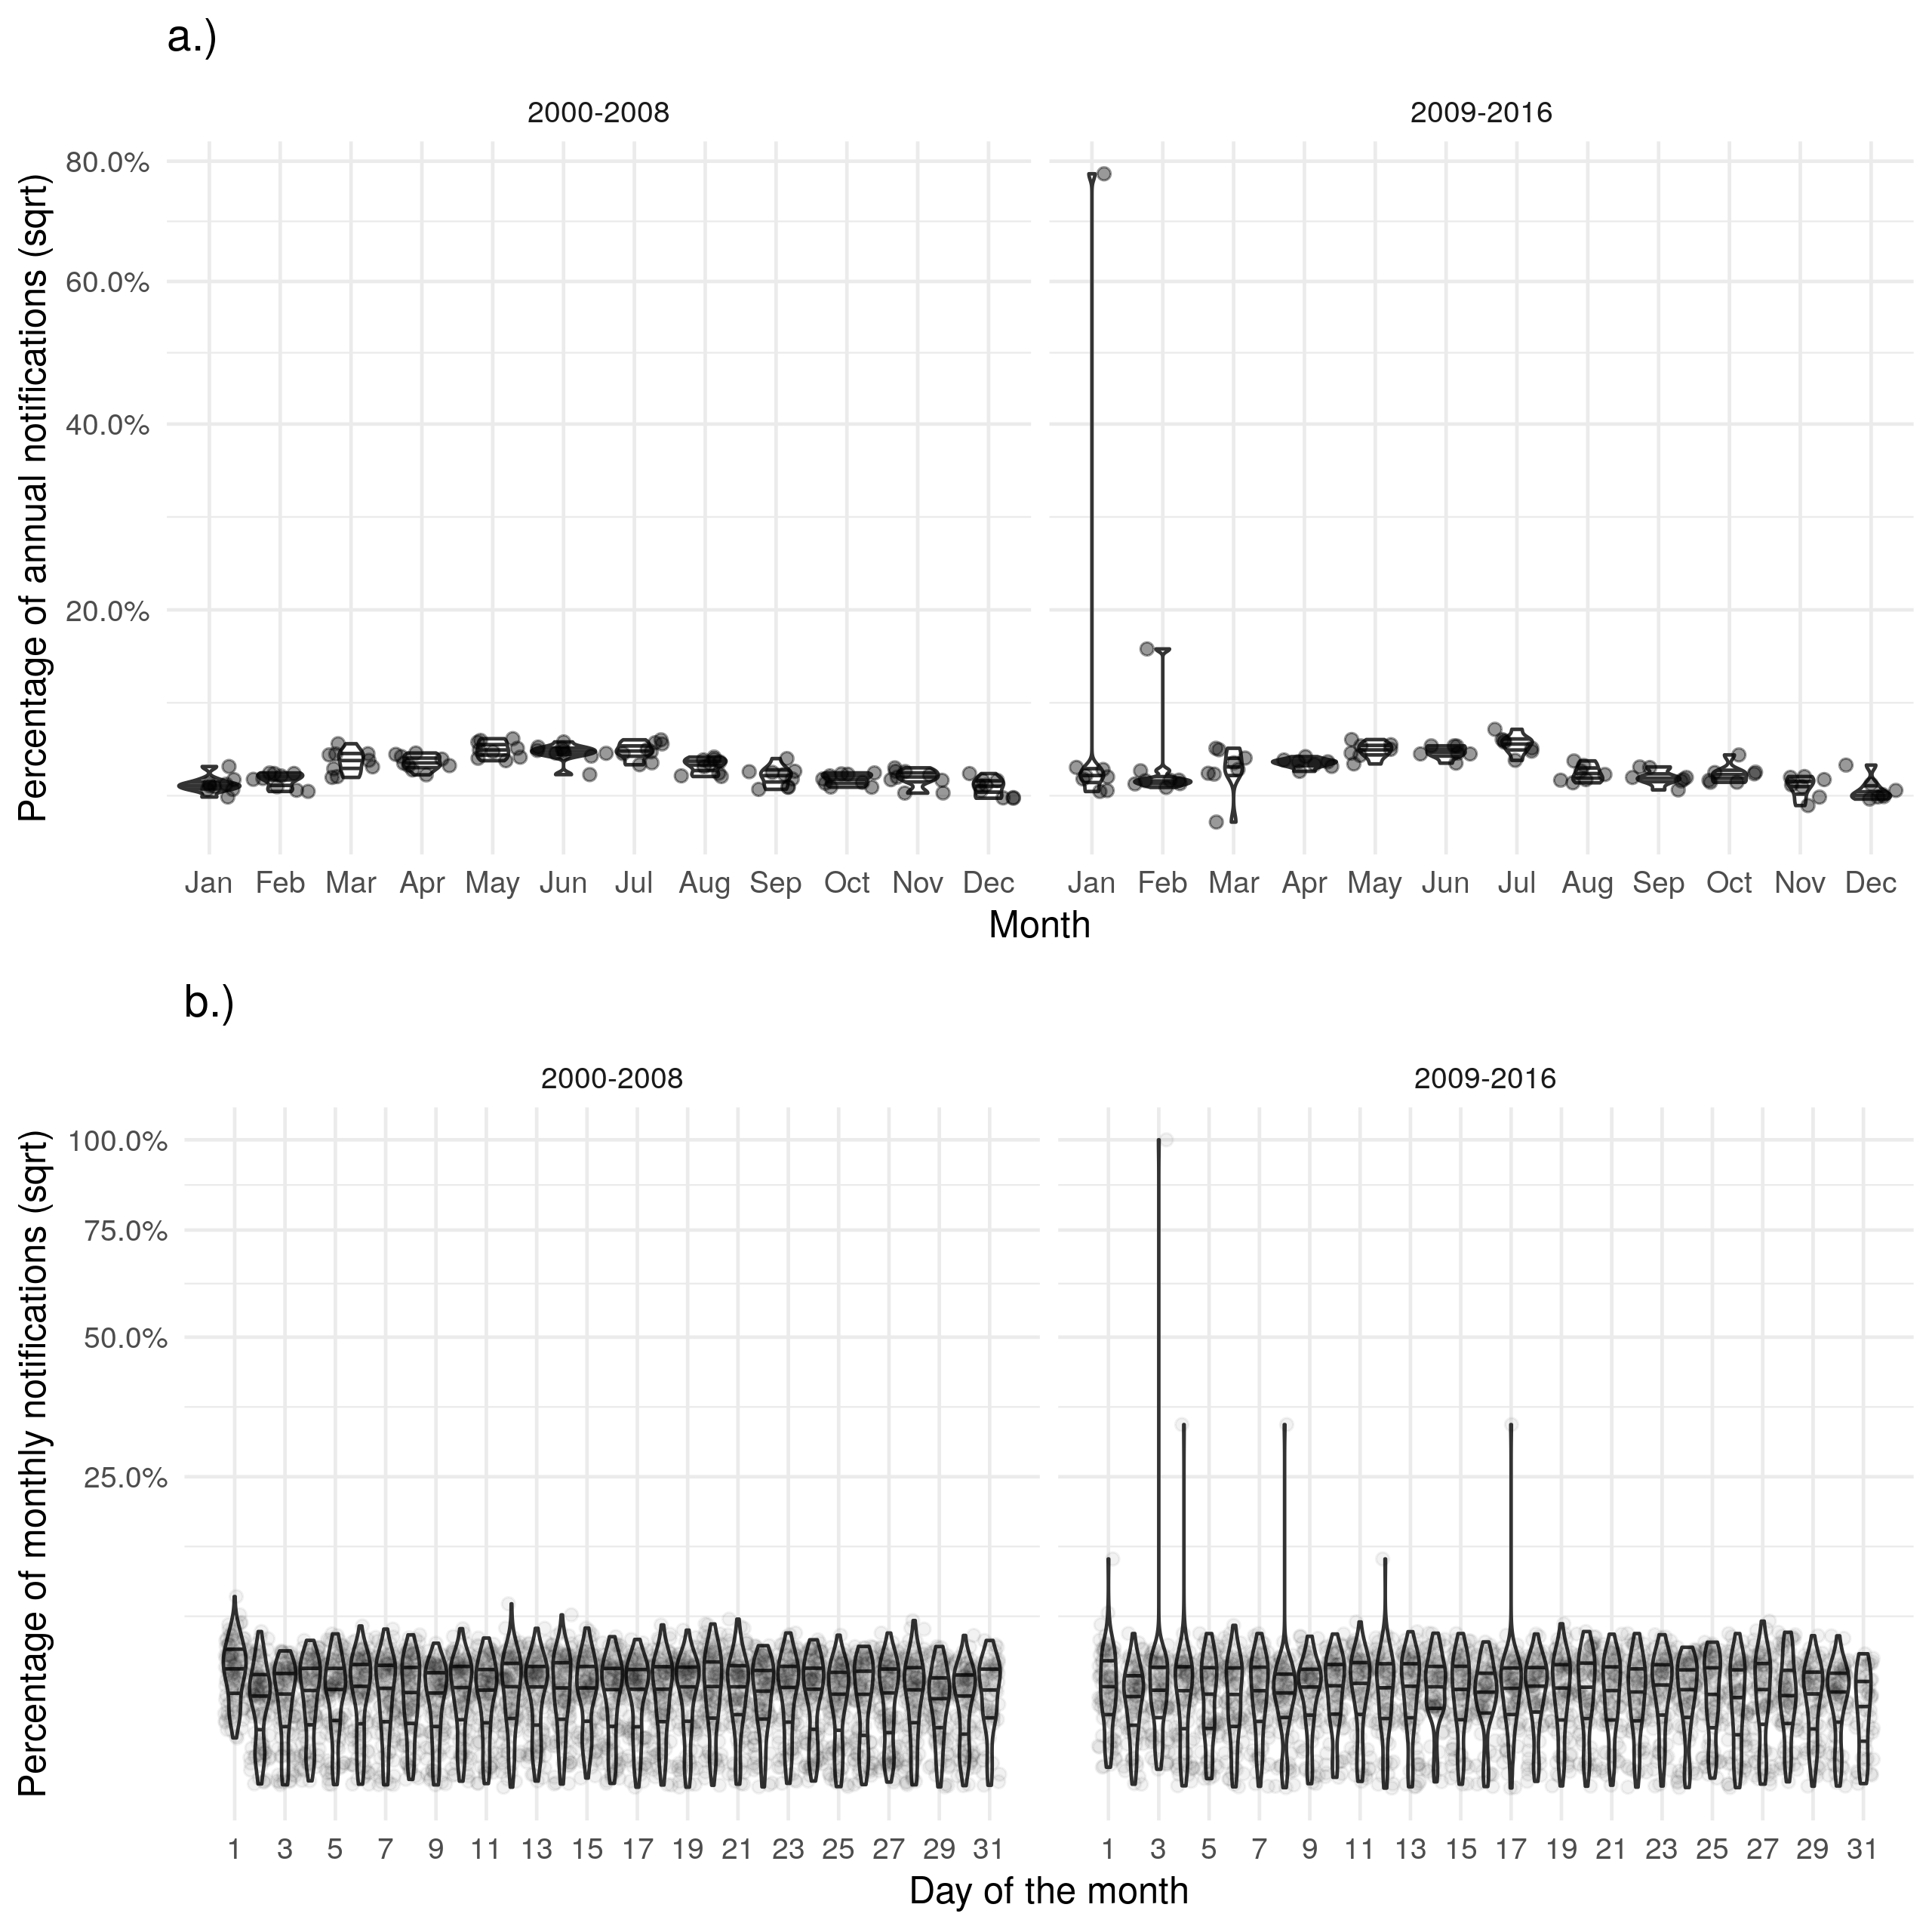 a.)
2000-2008 2009-2016
Percentage of annual notifications (sqrt)
80.0%
60.0%
40.0%
20.0%
Jan Feb Mar Apr May Jun Jul Aug Sep Oct Nov Dec Jan Feb Mar Apr May Jun Jul Aug Sep Oct Nov Dec
Month
b.)
2000-2008 2009-2016
Percentage of monthly notifications (sqrt)
100.0%
75.0%
50.0%
25.0%
1 3 5 7 9 11 13 15 17 19 21 23 25 27 29 31 1 3 5 7 9 11 13 15 17 19 21 23 25 27 29 31
Day of the month